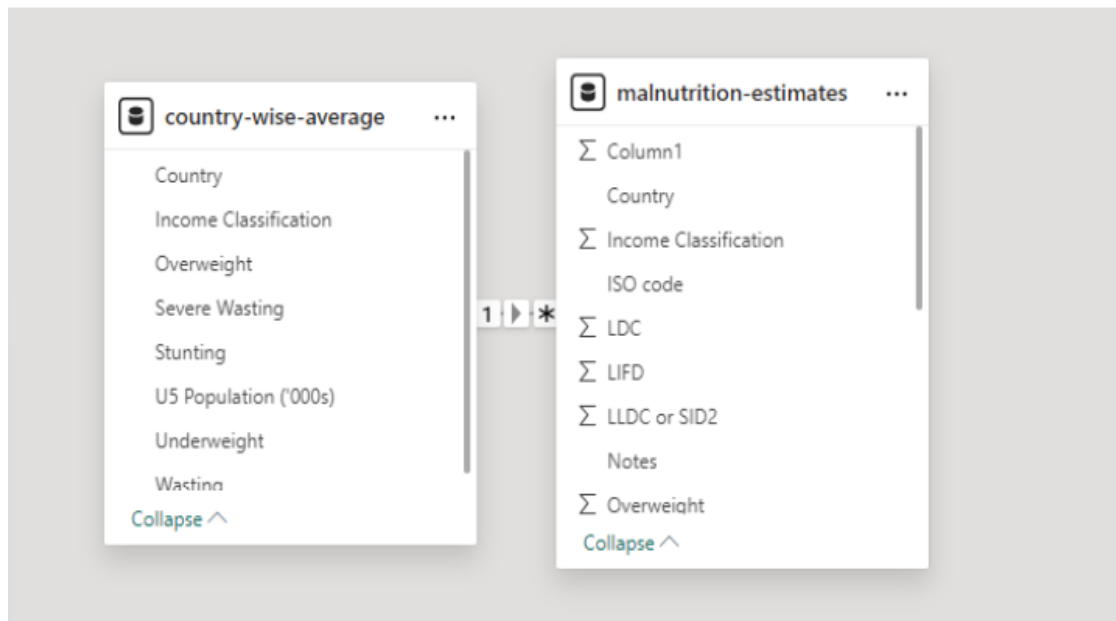 country-wise-average ...
Country
Income Classification
Overweight
Severe Wasting
Stunting
U5 Population ('000s)
Underweight
Wasting
Collapse
1 *
malnutrition-estimates ...
Σ Column1
Country
Σ Income Classification
ISO code
Σ LDC
Σ LIFD
Σ LLDC or SID2
Notes
Σ Overweight
Collapse